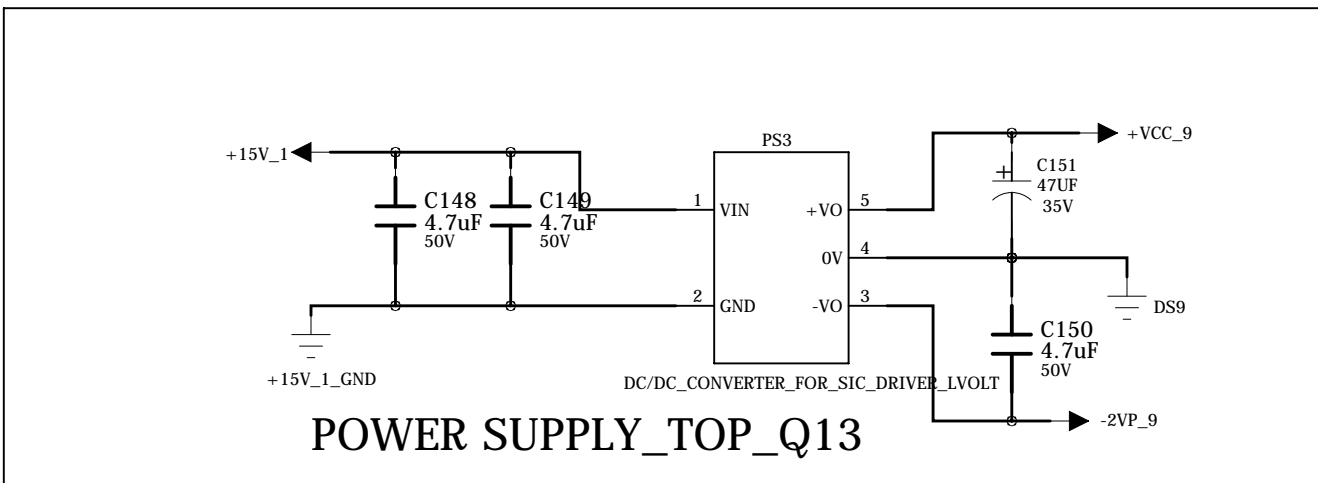 PS3
+15V_1
+VCC_9
C148
4.7uF
50V
C149
4.7uF
50V
1
VIN
+VO
5
C151
47UF
35V
0V
4
2
GND
-VO
3
DS9
C150
4.7uF
50V
+15V_1_GND
DC/DC_CONVERTER_FOR_SIC_DRIVER_LVOLT
-2VP_9
POWER SUPPLY_TOP_Q13